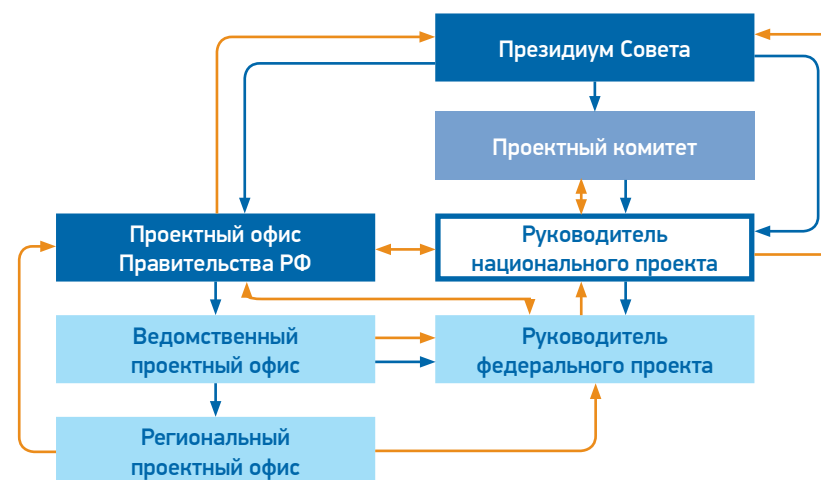 Президиум Совета
Проектный комитет
Проектный офис
Правительства РФ
Руководитель
национального проекта
Ведомственный
проектный офис
Руководитель
федерального проекта
Региональный
проектный офис